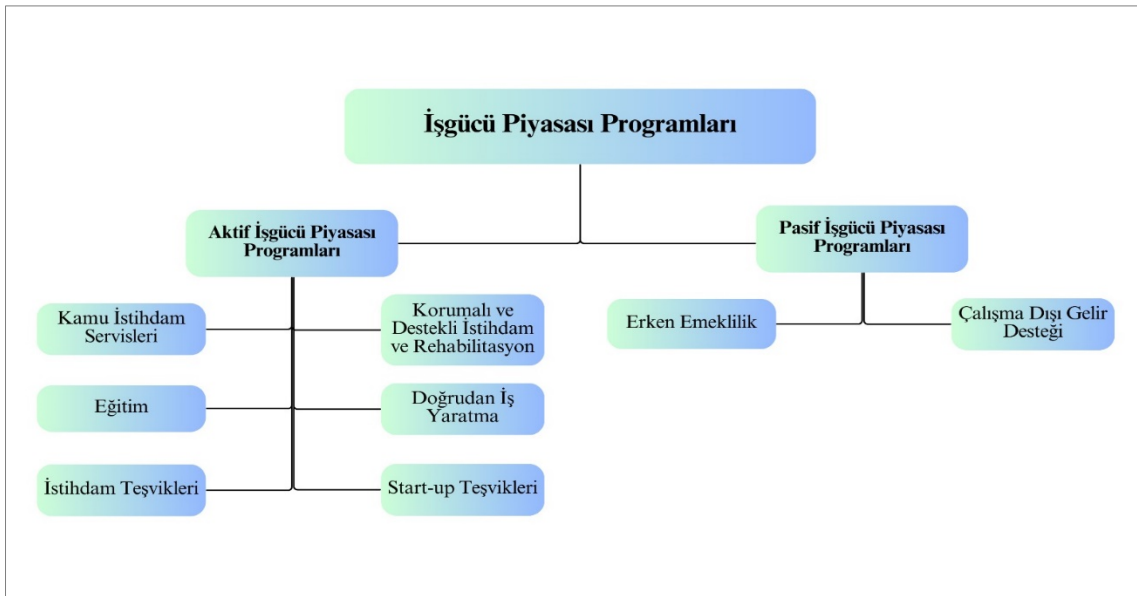 İşgücü Piyasası Programları
Aktif İşgücü Piyasası
Programları
Pasif İşgücü Piyasası
Programları
Kamu İstihdam
Servisleri
Korumalı ve
Destekli İstihdam
ve Rehabilitasyon
Erken Emeklilik
Çalışma Dışı Gelir
Desteği
Eğitim
Doğrudan İş
Yaratma
İstihdam Teşvikleri
Start-up Teşvikleri